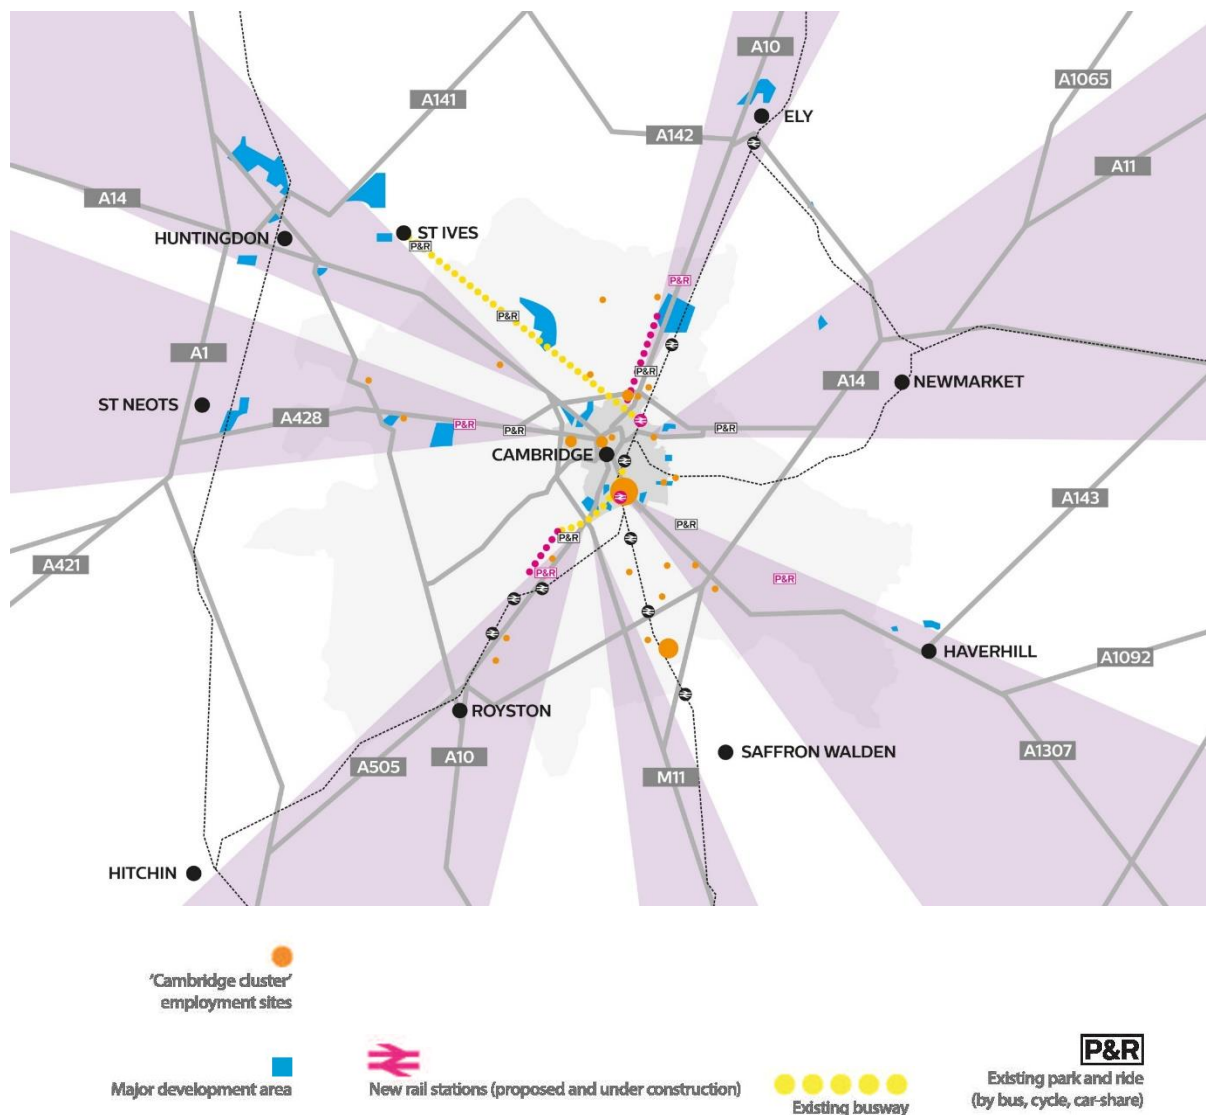 A10
A1065
A141
ELY
A142
A11
A14
ST IVES
HUNTINGDON
P&R
P&R
P&R
A1
P&R
A14
NEWMARKET
ST NEOTS
A428
P&R
P&R
P&R
CAMBRIDGE
A143
P&R
P&R
A421
P&R
P&R
HAVERHILL
A1092
ROYSTON
SAFFRON WALDEN
A1307
A505
A10
M11
HITCHIN
'Cambridge cluster'
employment sites
Major development area
New rail stations (proposed and under construction)
Existing busway
P&R
Existing park and ride
(by bus, cycle, car-share)